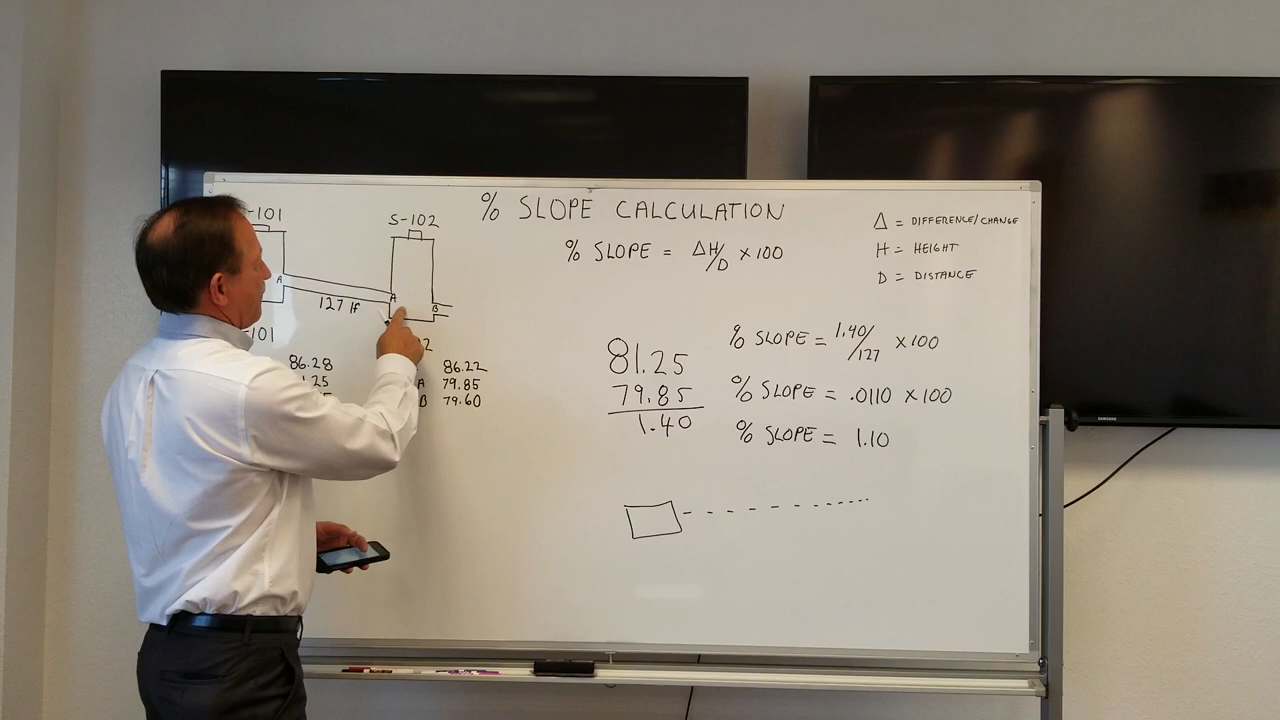 % SLOPE CALCULATION
% SLOPE = ΔH/D × 100
Δ = DIFFERENCE/CHANGE
H = HEIGHT
D = DISTANCE
-101
S-102
A
A
B
127 lf
101
2
86.28
.25
86.22
A 79.85
B 79.60
81.25
79.85
1.40
% SLOPE = 1.40/127 × 100
% SLOPE = .0110 × 100
% SLOPE = 1.10
SAMSUNG